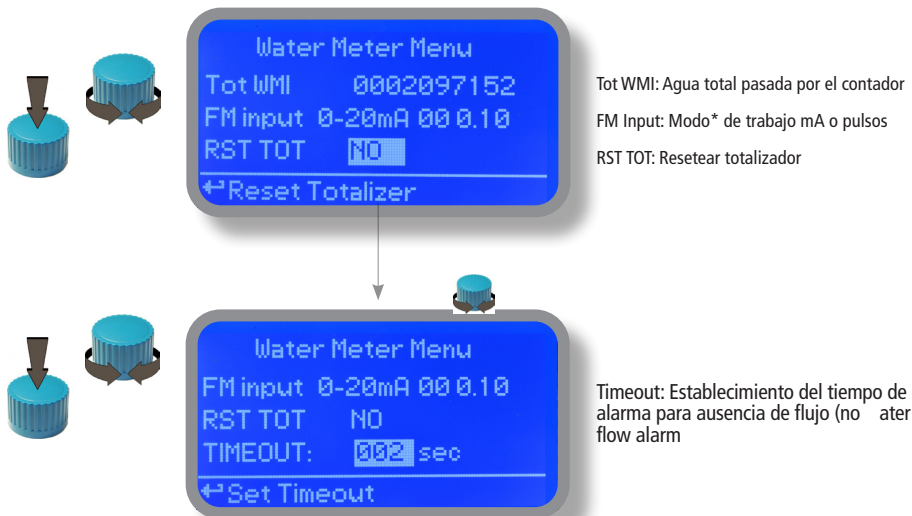 Water Meter Menu
Tot WMI 0002097152
FM input 0-20mA 00 0.10
RST TOT NO
↵Reset Totalizer
Tot WMI: Agua total pasada por el contador
FM Input: Modo* de trabajo mA o pulsos
RST TOT: Resetear totalizador
Water Meter Menu
FM input 0-20mA 00 0.10
RST TOT NO
TIMEOUT: 002 sec
↵Set Timeout
Timeout: Establecimiento del tiempo de
alarma para ausencia de flujo (no ater
flow alarm